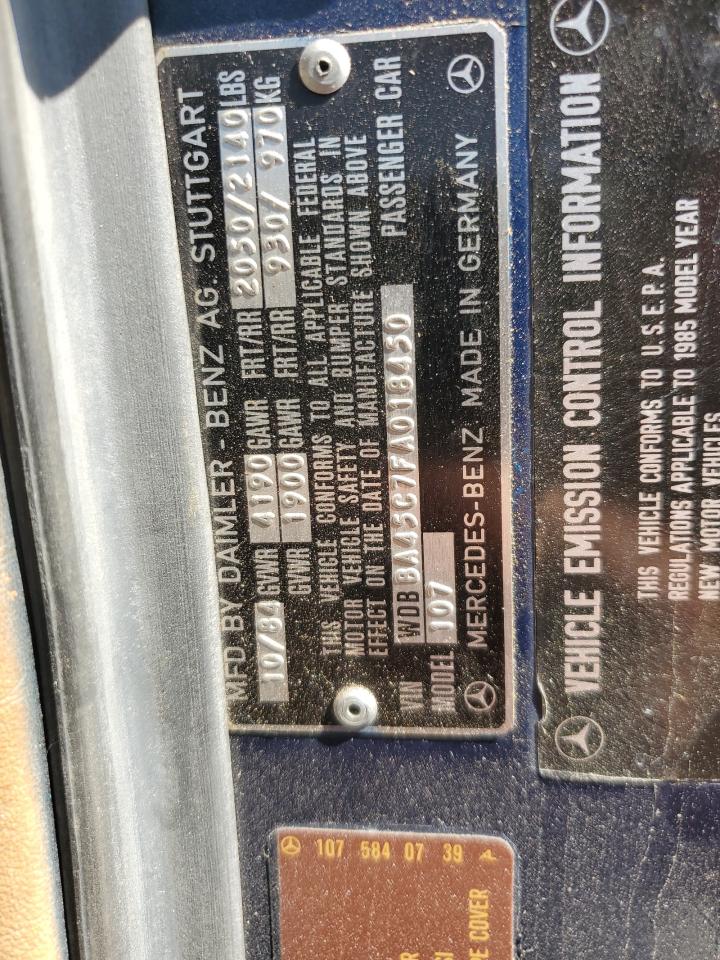 MFD BY DAIMLER - BENZ AG. STUTTGART
10/84 GVWR 4190 GAWR FRT/RR 2050/2140 LBS
GVWR 1900 GAWR FRT/RR 930/ 970 KG
THIS VEHICLE CONFORMS TO ALL APPLICABLE FEDERAL
MOTOR VEHICLE SAFETY AND BUMPER STANDARDS IN
EFFECT ON THE DATE OF MANUFACTURE SHOWN ABOVE
VIN WDB BA45C7FA018450 PASSENGER CAR
MODEL 107
MERCEDES-BENZ MADE IN GERMANY
VEHICLE EMISSION CONTROL INFORMATION
THIS VEHICLE CONFORMS TO U.S.E.P.A.
REGULATIONS APPLICABLE TO 1985 MODEL YEAR
NEW MOTOR VEHICLES
107 584 07 39 A
E COVER